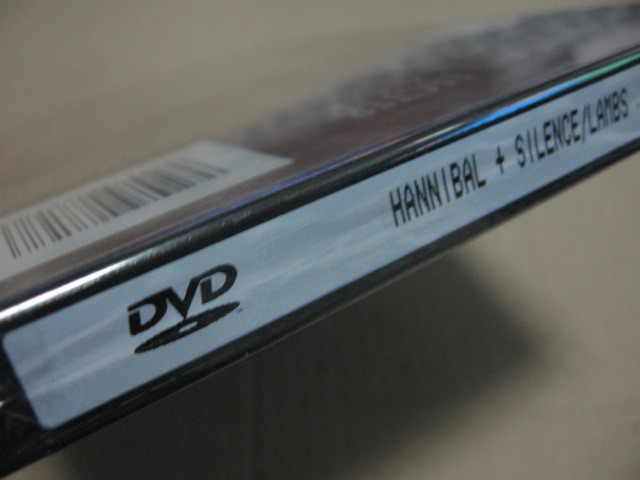 HANNIBAL + SILENCE/LAMBS
DVD